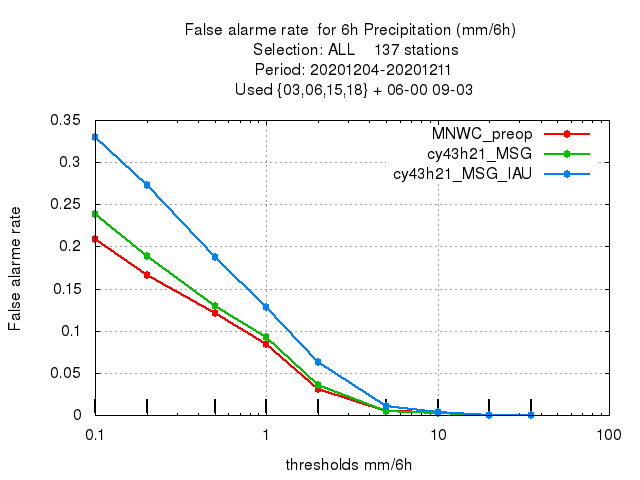 False alarme rate  for 6h Precipitation (mm/6h)
Selection: ALL    137 stations
Period: 20201204-20201211
Used {03,06,15,18} + 06-00 09-03
MNWC_preop
cy43h21_MSG
cy43h21_MSG_IAU
False alarme rate
0.35
0.3
0.25
0.2
0.15
0.1
0.05
0
0.1
1
10
100
thresholds mm/6h